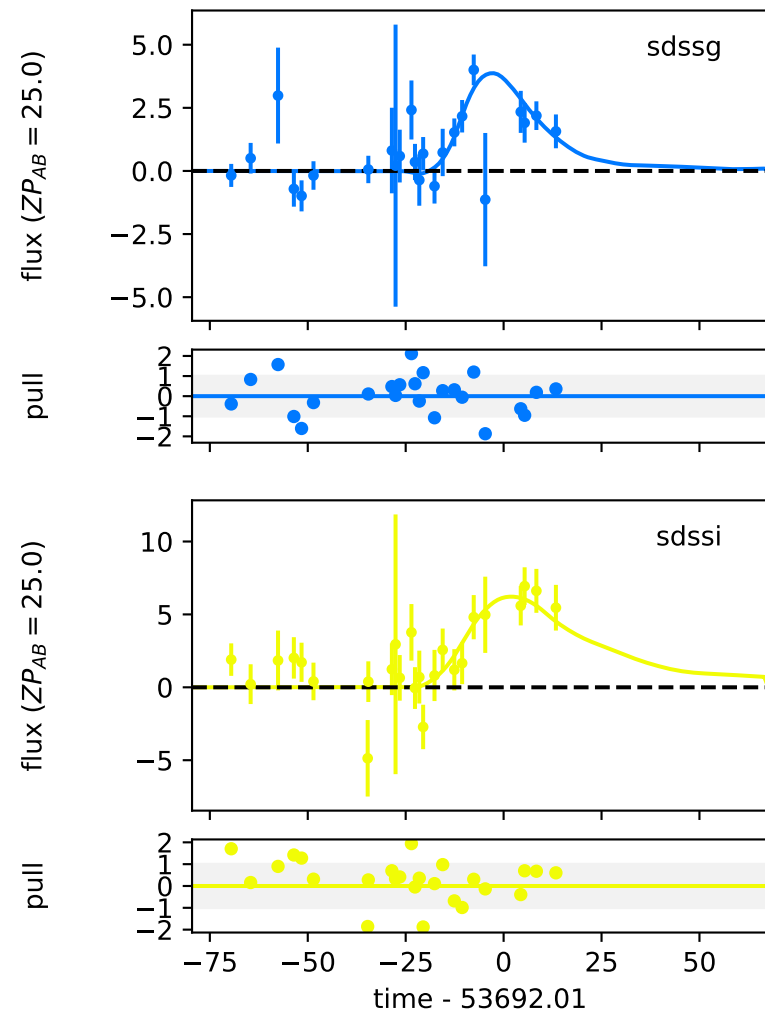 sdssg
flux (ZP_AB = 25.0)
5.0
2.5
0.0
−2.5
−5.0
pull
2
1
0
−1
−2
sdssi
flux (ZP_AB = 25.0)
10
5
0
−5
pull
2
1
0
−1
−2
−75 −50 −25 0 25 50
time - 53692.01